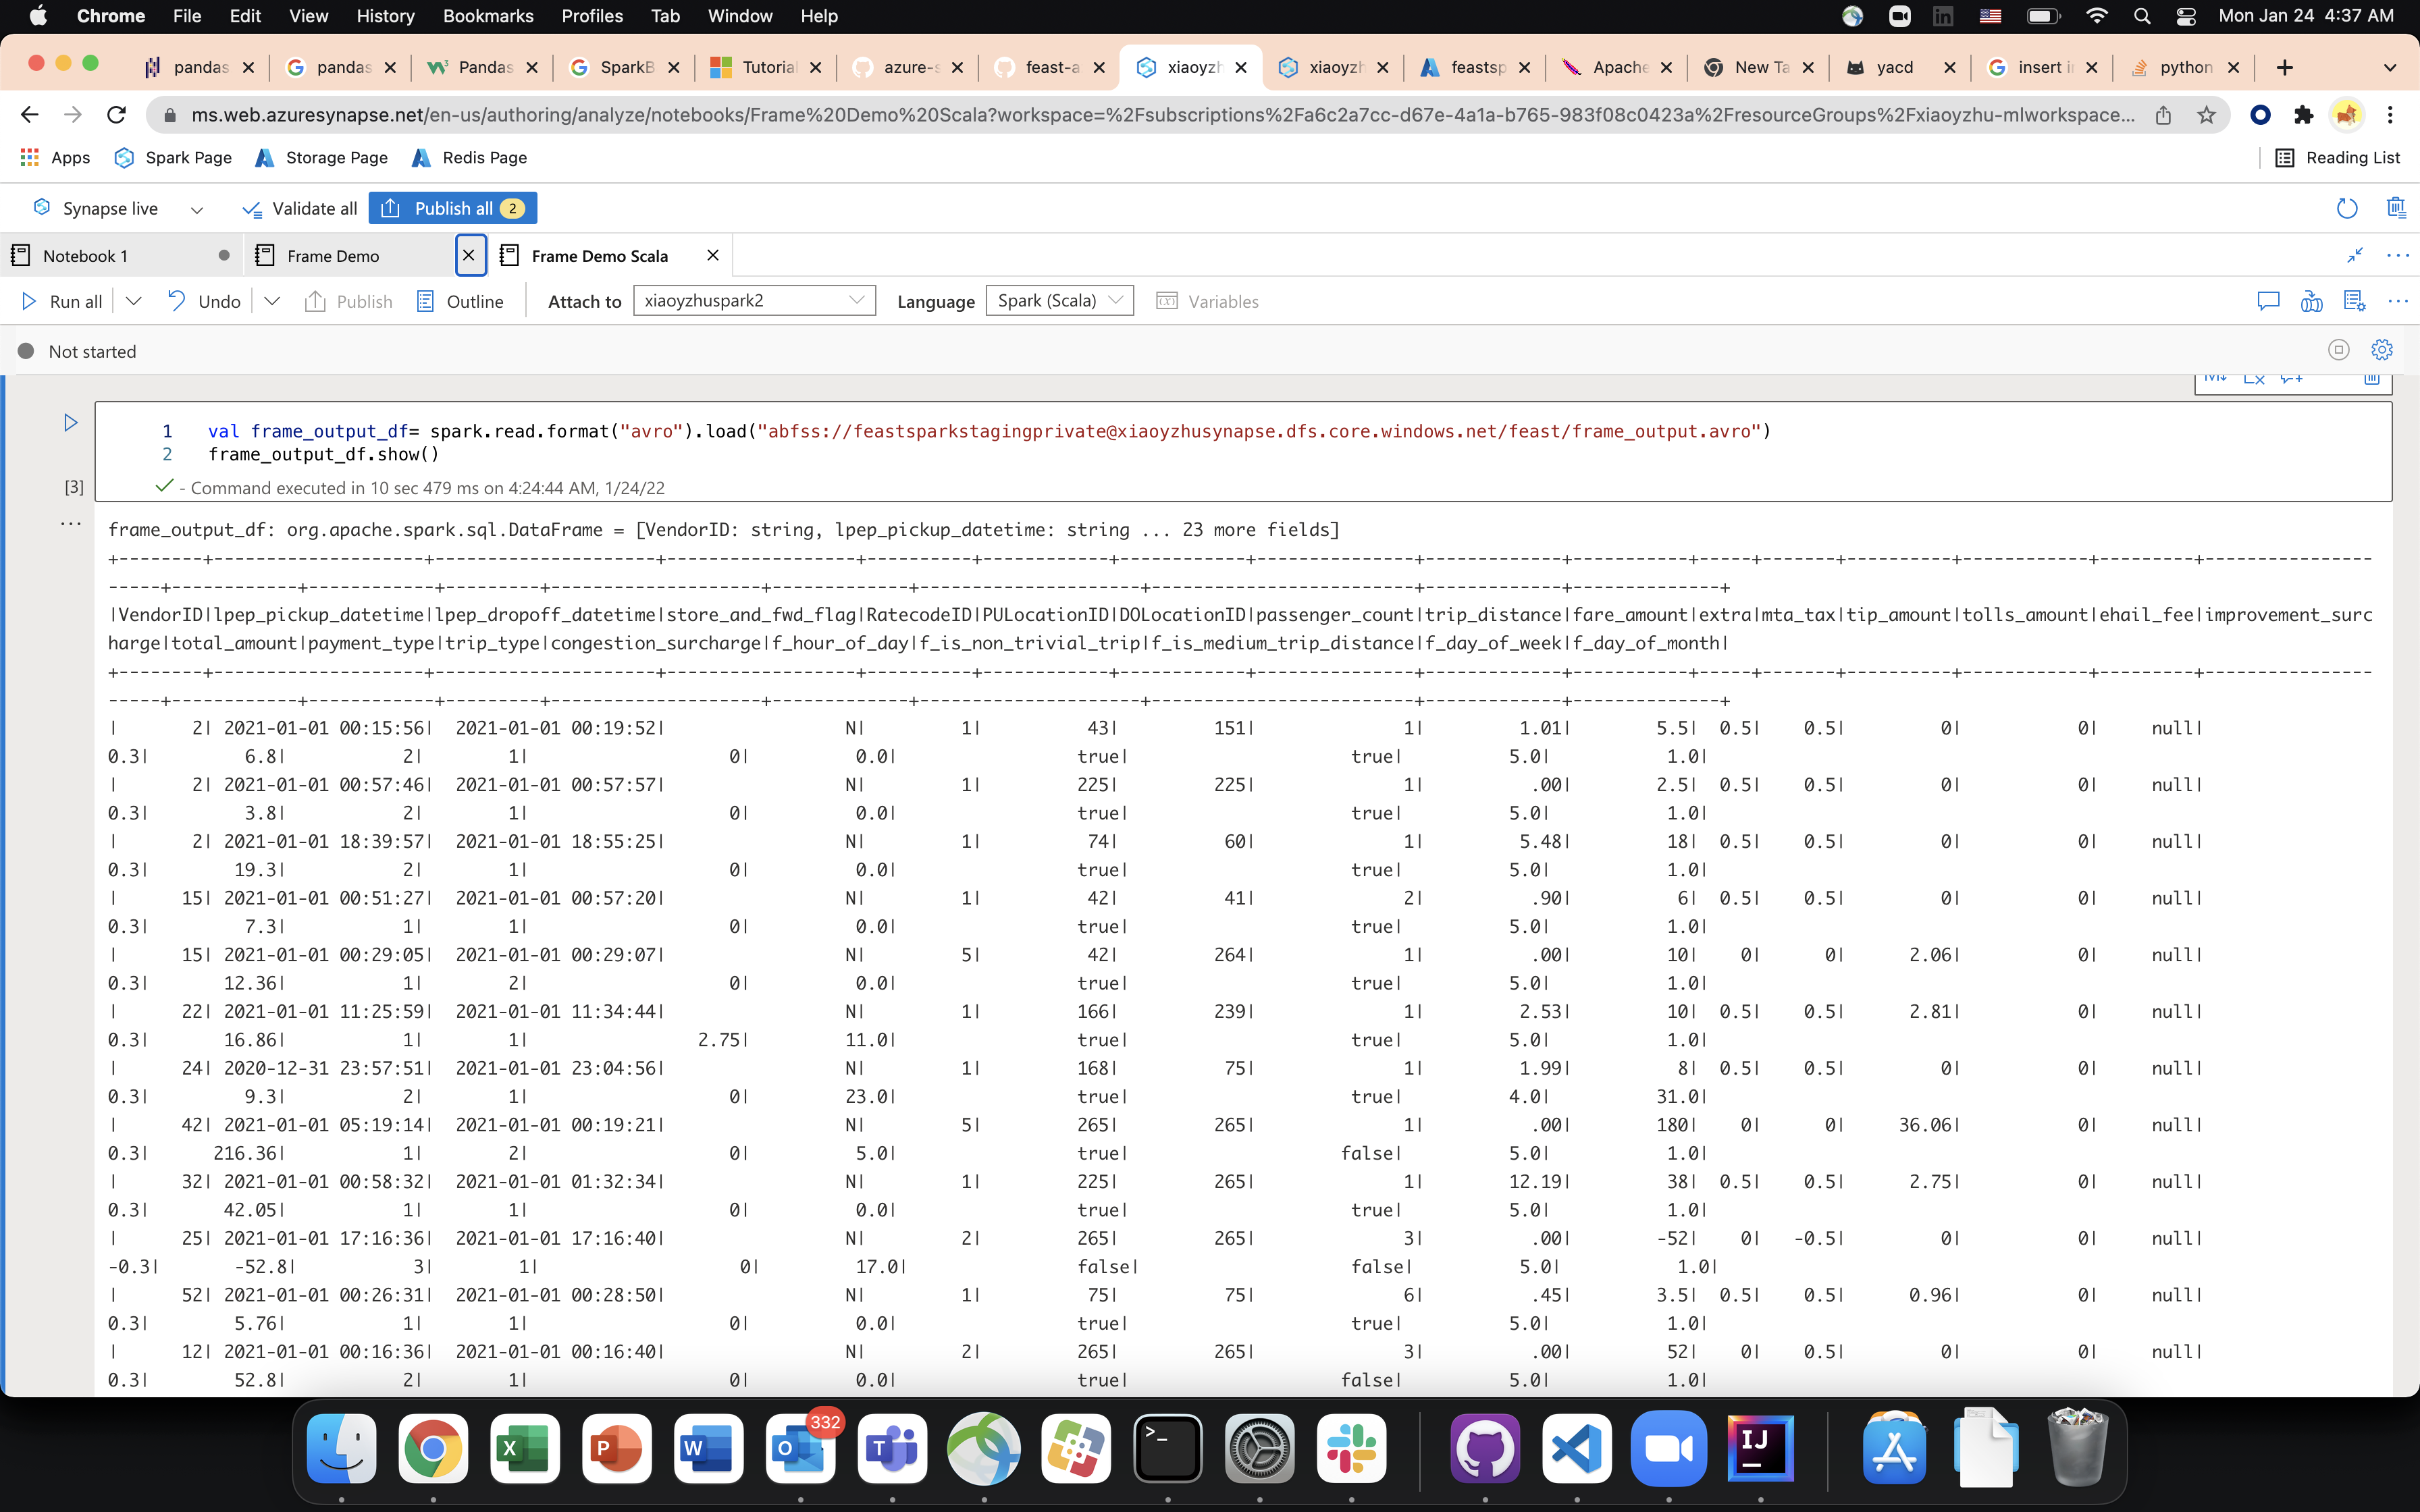 Chrome File Edit View History Bookmarks Profiles Tab Window Help Mon Jan 24 4:37 AM
pandas pandas Pandas SparkB Tutorial azure-s feast-a xiaoyzh xiaoyzh feastsp Apache New Ta yacd insert i python
ms.web.azuresynapse.net/en-us/authoring/analyze/notebooks/Frame%20Demo%20Scala?workspace=%2Fsubscriptions%2Fa6c2a7cc-d67e-4a1a-b765-983f08c0423a%2FresourceGroups%2Fxiaoyzhu-mlworkspace...
Apps Spark Page Storage Page Redis Page Reading List
Synapse live Validate all Publish all 2
Notebook 1 Frame Demo Frame Demo Scala
Run all Undo Publish Outline Attach to xiaoyzhuspark2 Language Spark (Scala) Variables
Not started
1 val frame_output_df= spark.read.format("avro").load("abfss://feastsparkstagingprivate@xiaoyzhusynapse.dfs.core.windows.net/feast/frame_output.avro")
2 frame_output_df.show()
[3] - Command executed in 10 sec 479 ms on 4:24:44 AM, 1/24/22
frame_output_df: org.apache.spark.sql.DataFrame = [VendorID: string, lpep_pickup_datetime: string ... 23 more fields]
|VendorID|lpep_pickup_datetime|lpep_dropoff_datetime|store_and_fwd_flag|RatecodeID|PULocationID|DOLocationID|passenger_count|trip_distance|fare_amount|extra|mta_tax|tip_amount|tolls_amount|ehail_fee|improvement_surc
harge|total_amount|payment_type|trip_type|congestion_surcharge|f_hour_of_day|f_is_non_trivial_trip|f_is_medium_trip_distance|f_day_of_week|f_day_of_month|
| 2| 2021-01-01 00:15:56| 2021-01-01 00:19:52| N| 1| 43| 151| 1| 1.01| 5.5| 0.5| 0.5| 0| 0| null|
0.3| 6.8| 2| 1| 0| 0.0| true| true| 5.0| 1.0|
| 2| 2021-01-01 00:57:46| 2021-01-01 00:57:57| N| 1| 225| 225| 1| .00| 2.5| 0.5| 0.5| 0| 0| null|
0.3| 3.8| 2| 1| 0| 0.0| true| true| 5.0| 1.0|
| 2| 2021-01-01 18:39:57| 2021-01-01 18:55:25| N| 1| 74| 60| 1| 5.48| 18| 0.5| 0.5| 0| 0| null|
0.3| 19.3| 2| 1| 0| 0.0| true| true| 5.0| 1.0|
| 15| 2021-01-01 00:51:27| 2021-01-01 00:57:20| N| 1| 42| 41| 2| .90| 6| 0.5| 0.5| 0| 0| null|
0.3| 7.3| 1| 1| 0| 0.0| true| true| 5.0| 1.0|
| 15| 2021-01-01 00:29:05| 2021-01-01 00:29:07| N| 5| 42| 264| 1| .00| 10| 0| 0| 2.06| 0| null|
0.3| 12.36| 1| 2| 0| 0.0| true| true| 5.0| 1.0|
| 22| 2021-01-01 11:25:59| 2021-01-01 11:34:44| N| 1| 166| 239| 1| 2.53| 10| 0.5| 0.5| 2.81| 0| null|
0.3| 16.86| 1| 1| 2.75| 11.0| true| true| 5.0| 1.0|
| 24| 2020-12-31 23:57:51| 2021-01-01 23:04:56| N| 1| 168| 75| 1| 1.99| 8| 0.5| 0.5| 0| 0| null|
0.3| 9.3| 2| 1| 0| 23.0| true| true| 4.0| 31.0|
| 42| 2021-01-01 05:19:14| 2021-01-01 00:19:21| N| 5| 265| 265| 1| .00| 180| 0| 0| 36.06| 0| null|
0.3| 216.36| 1| 2| 0| 5.0| true| false| 5.0| 1.0|
| 32| 2021-01-01 00:58:32| 2021-01-01 01:32:34| N| 1| 225| 265| 1| 12.19| 38| 0.5| 0.5| 2.75| 0| null|
0.3| 42.05| 1| 1| 0| 0.0| true| true| 5.0| 1.0|
| 25| 2021-01-01 17:16:36| 2021-01-01 17:16:40| N| 2| 265| 265| 3| .00| -52| 0| -0.5| 0| 0| null|
-0.3| -52.8| 3| 1| 0| 17.0| false| false| 5.0| 1.0|
| 52| 2021-01-01 00:26:31| 2021-01-01 00:28:50| N| 1| 75| 75| 6| .45| 3.5| 0.5| 0.5| 0.96| 0| null|
0.3| 5.76| 1| 1| 0| 0.0| true| true| 5.0| 1.0|
| 12| 2021-01-01 00:16:36| 2021-01-01 00:16:40| N| 2| 265| 265| 3| .00| 52| 0| 0.5| 0| 0| null|
0.3| 52.8| 2| 1| 0| 0.0| true| false| 5.0| 1.0|
332